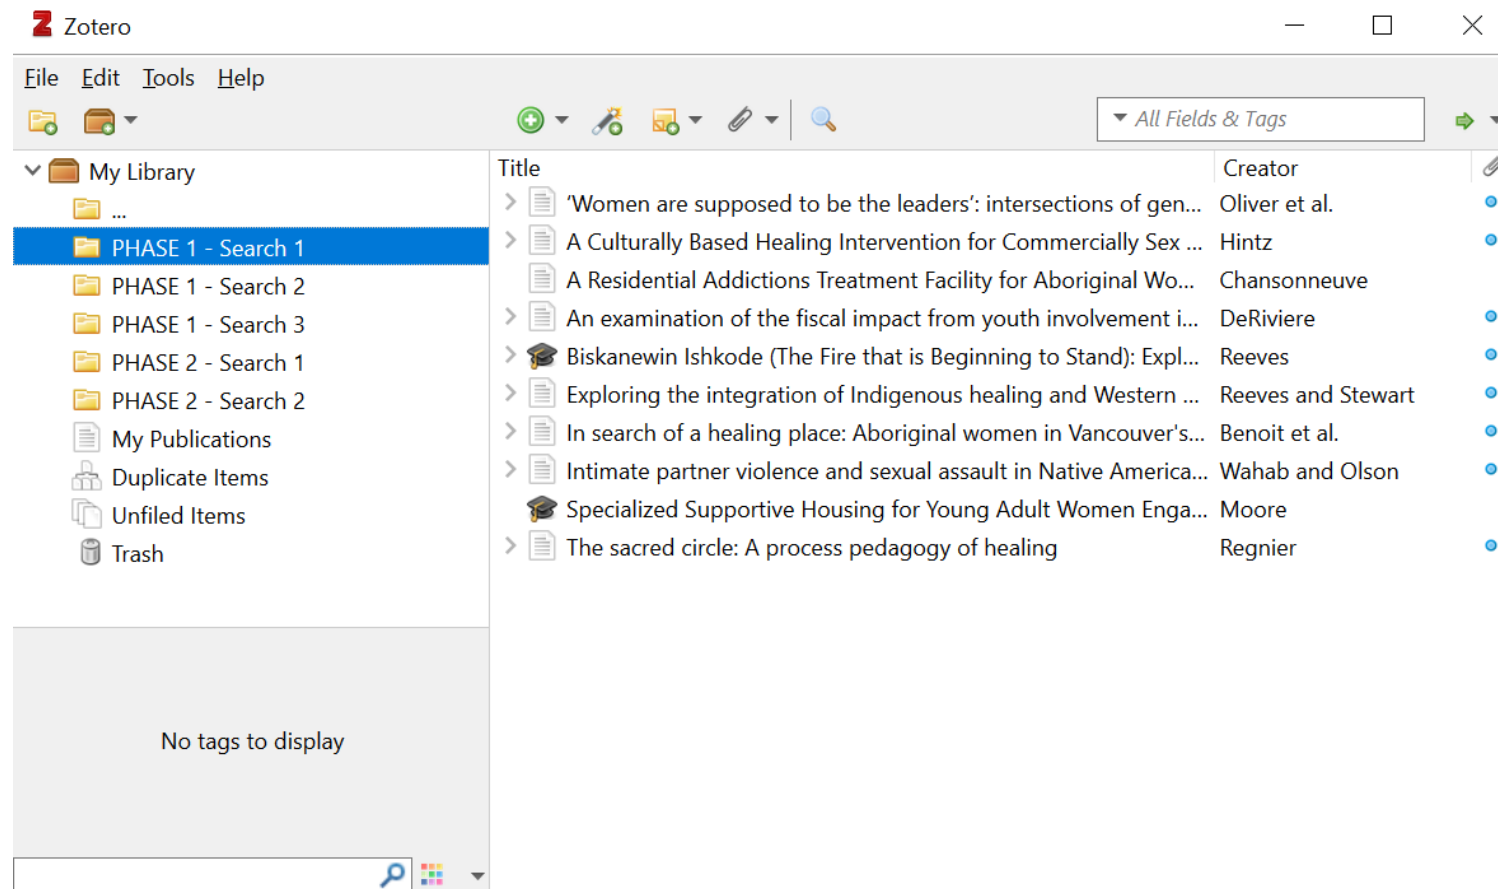 Zotero
File Edit Tools Help
All Fields & Tags
My Library
...
PHASE 1 - Search 1
PHASE 1 - Search 2
PHASE 1 - Search 3
PHASE 2 - Search 1
PHASE 2 - Search 2
My Publications
Duplicate Items
Unfiled Items
Trash
No tags to display
Title Creator
‘Women are supposed to be the leaders’: intersections of gen... Oliver et al.
A Culturally Based Healing Intervention for Commercially Sex ... Hintz
A Residential Addictions Treatment Facility for Aboriginal Wo... Chansonneuve
An examination of the fiscal impact from youth involvement i... DeRiviere
Biskanewin Ishkode (The Fire that is Beginning to Stand): Expl... Reeves
Exploring the integration of Indigenous healing and Western ... Reeves and Stewart
In search of a healing place: Aboriginal women in Vancouver's... Benoit et al.
Intimate partner violence and sexual assault in Native America... Wahab and Olson
Specialized Supportive Housing for Young Adult Women Enga... Moore
The sacred circle: A process pedagogy of healing Regnier